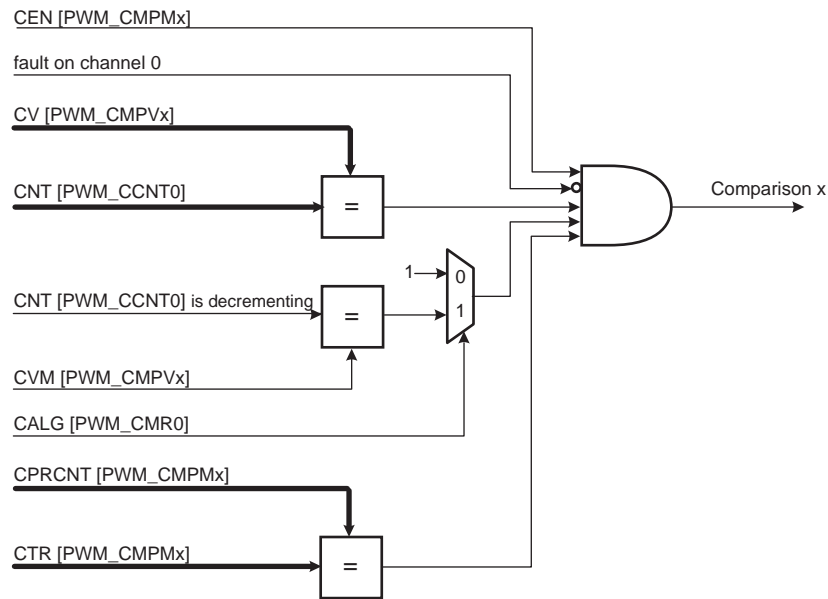 CEN [PWM_CMPMx]
fault on channel 0
CV [PWM_CMPVx]
CNT [PWM_CCNT0]
=
Comparison x
1
0
CNT [PWM_CCNT0] is decrementing
=
1
CVM [PWM_CMPVx]
CALG [PWM_CMR0]
CPRCNT [PWM_CMPMx]
CTR [PWM_CMPMx]
=